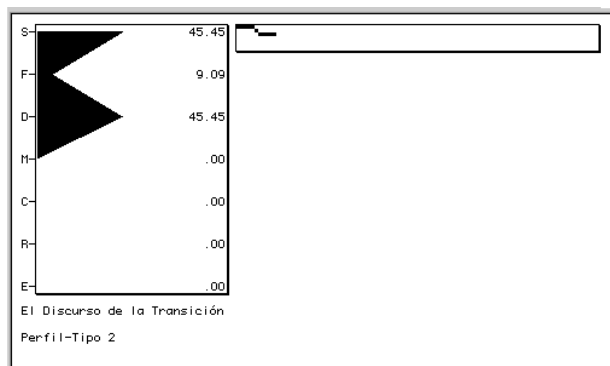 S- 45.45
F- 9.09
D- 45.45
M- .00
C- .00
R- .00
E- .00
El Discurso de la Transición
Perfil-Tipo 2